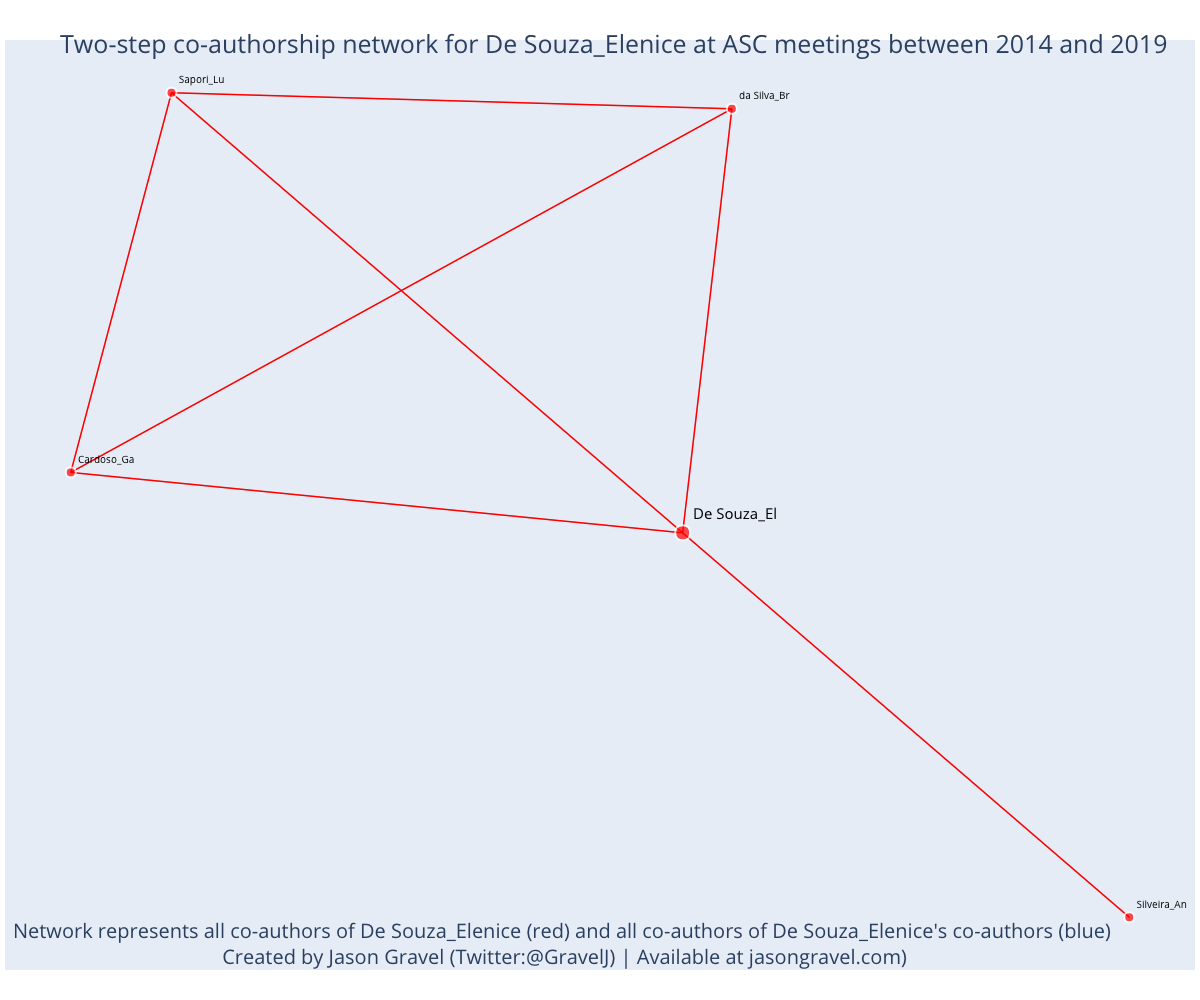 Two-step co-authorship network for De Souza_Elenice at ASC meetings between 2014 and 2019
Sapori_Lu
da Silva_Br
Cardoso_Ga
De Souza_El
Silveira_An
Network represents all co-authors of De Souza_Elenice (red) and all co-authors of De Souza_Elenice's co-authors (blue)
Created by Jason Gravel (Twitter:@GravelJ) | Available at jasongravel.com)